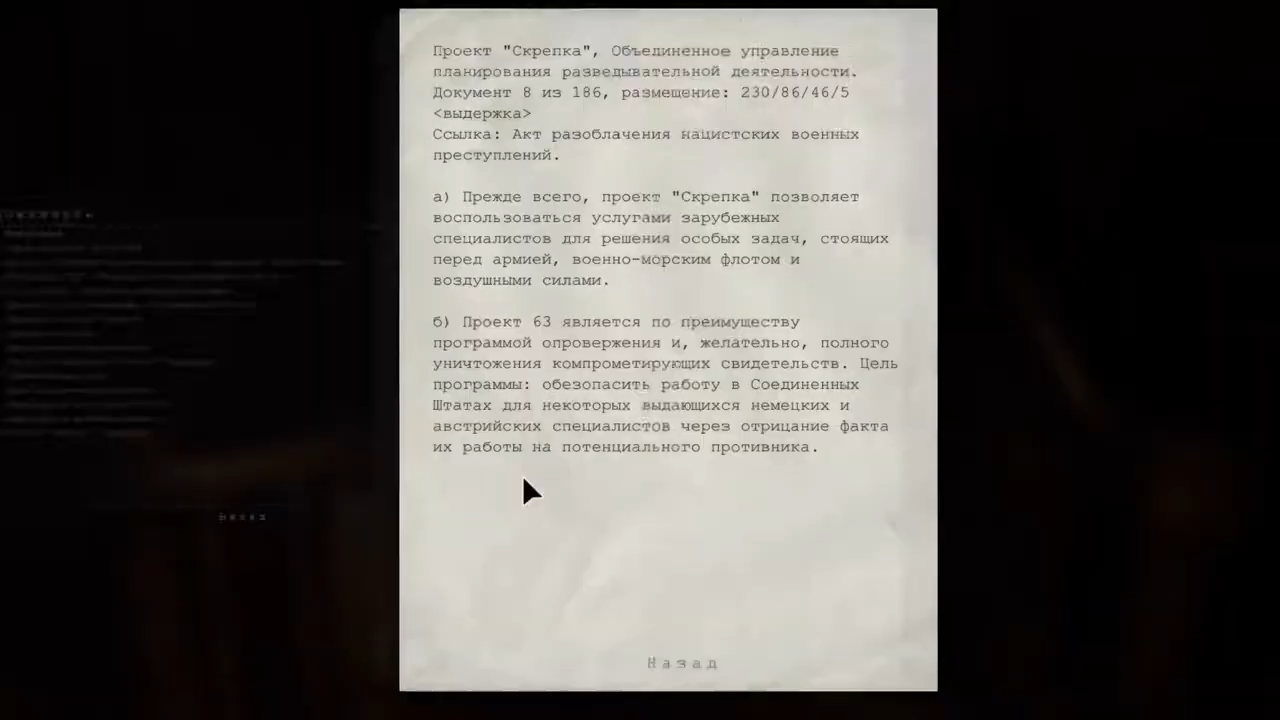 Проект "Скрепка", Объединенное управление
планирования разведывательной деятельности.
Документ 8 из 186, размещение: 230/86/46/5
<выдержка>
Ссылка: Акт разоблачения нацистских военных
преступлений.
а) Прежде всего, проект "Скрепка" позволяет
воспользоваться услугами зарубежных
специалистов для решения особых задач, стоящих
перед армией, военно-морским флотом и
воздушными силами.
б) Проект 63 является по преимуществу
программой опровержения и, желательно, полного
уничтожения компрометирующих свидетельств. Цель
программы: обезопасить работу в Соединенных
Штатах для некоторых выдающихся немецких и
австрийских специалистов через отрицание факта
их работы на потенциального противника.
Назад